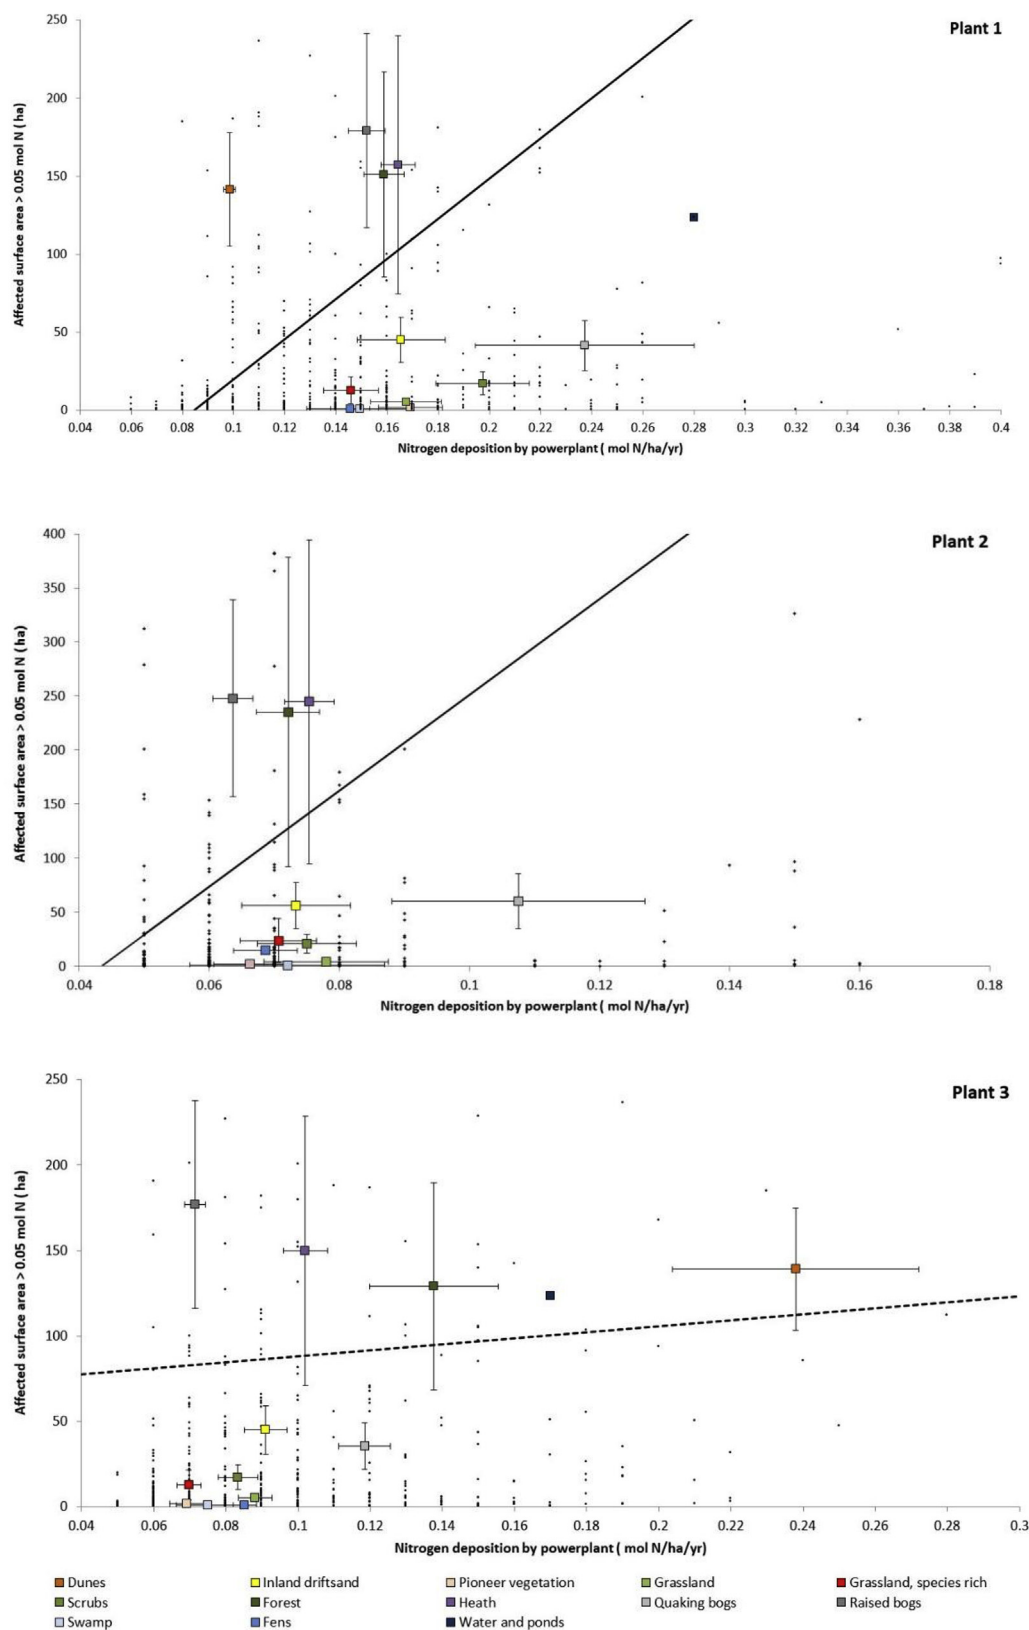 Plant 1
Affected surface area > 0.05 mol N (ha)
250
200
150
100
50
0
0.04 0.06 0.08 0.1 0.12 0.14 0.16 0.18 0.2 0.22 0.24 0.26 0.28 0.3 0.32 0.34 0.36 0.38 0.4
Nitrogen deposition by powerplant ( mol N/ha/yr)
Plant 2
Affected surface area > 0.05 mol N (ha)
400
350
300
250
200
150
100
50
0
0.04 0.06 0.08 0.1 0.12 0.14 0.16 0.18
Nitrogen deposition by powerplant ( mol N/ha/yr)
Plant 3
Affected surface area > 0.05 mol N (ha)
250
200
150
100
50
0
0.04 0.06 0.08 0.1 0.12 0.14 0.16 0.18 0.2 0.22 0.24 0.26 0.28 0.3
Nitrogen deposition by powerplant ( mol N/ha/yr)
Dunes Inland driftsand Pioneer vegetation Grassland Grassland, species rich
Scrubs Forest Heath Quaking bogs Raised bogs
Swamp Fens Water and ponds